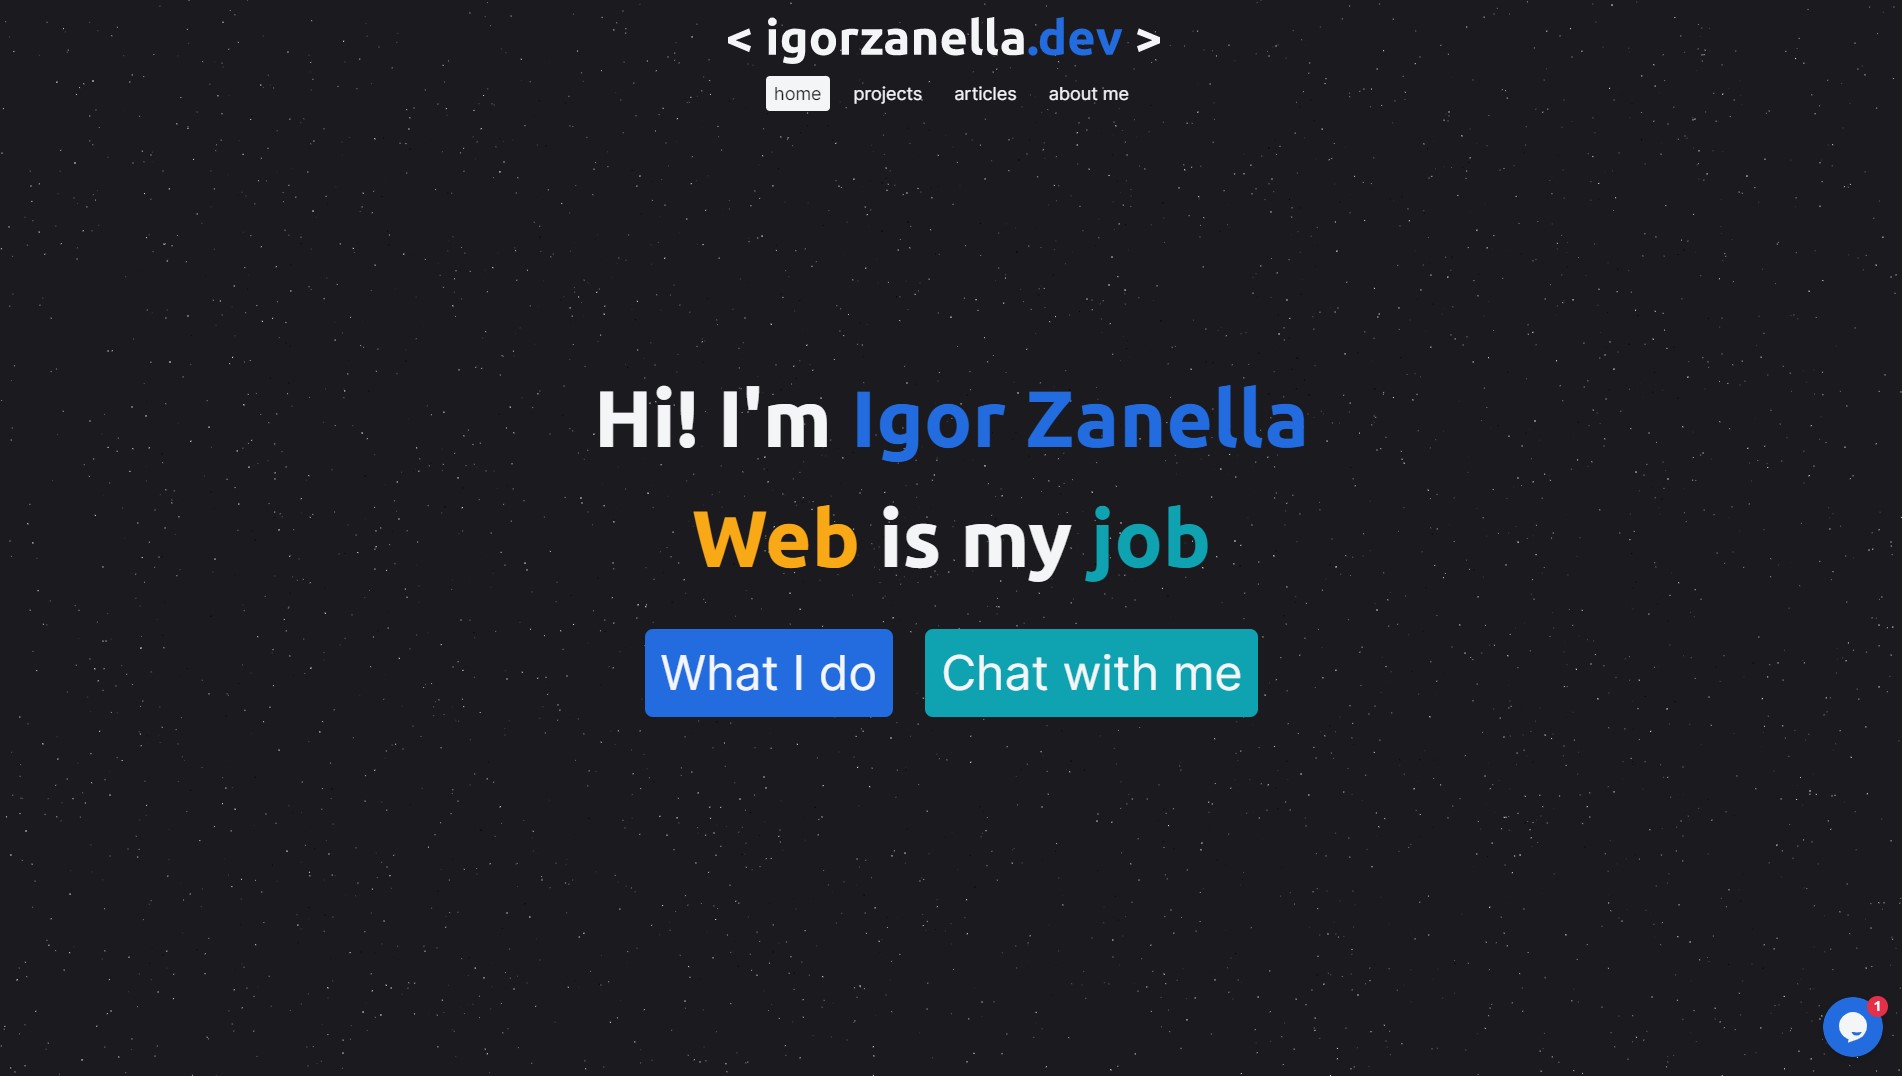 < igorzanella.dev >
home projects articles about me
Hi! I'm Igor Zanella
Web is my job
What I do Chat with me
1